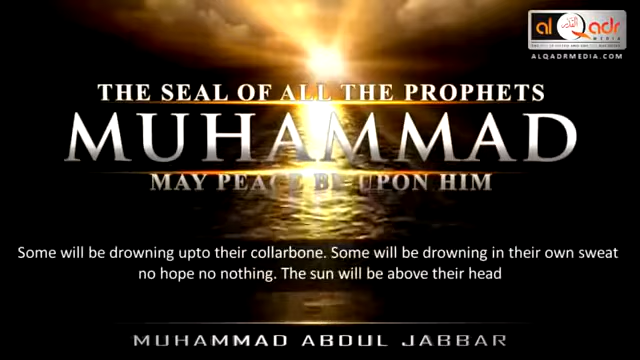 al Qadr
MEDIA
ALQADRMEDIA.COM
THE SEAL OF ALL THE PROPHETS
MUHAMMAD
MAY PEACE BE UPON HIM
Some will be drowning upto their collarbone. Some will be drowning in their own sweat
no hope no nothing. The sun will be above their head
MUHAMMAD ABDUL JABBAR